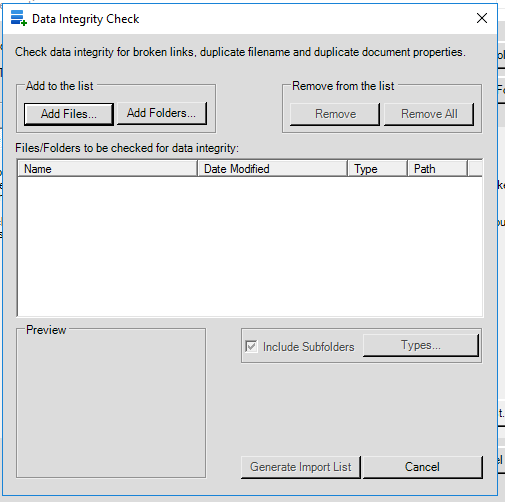 Data Integrity Check
Check data integrity for broken links, duplicate filename and duplicate document properties.
Add to the list
Remove from the list
Add Files...
Add Folders...
Remove
Remove All
Files/Folders to be checked for data integrity:
Name Date Modified Type Path
Preview
Include Subfolders
Types...
Generate Import List
Cancel